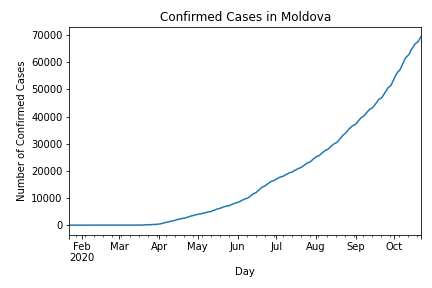 Confirmed Cases in Moldova
Number of Confirmed Cases
70000
60000
50000
40000
30000
20000
10000
0
Feb Mar Apr May Jun Jul Aug Sep Oct
2020
Day